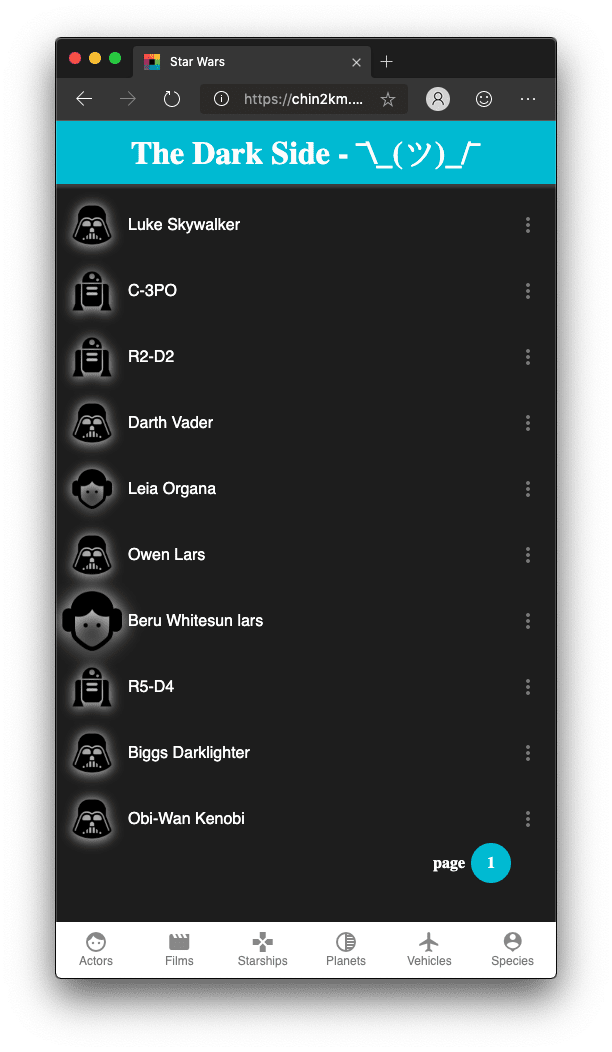 Star Wars
https://chin2km....
The Dark Side - ¯\_(ツ)_/¯
Luke Skywalker
C-3PO
R2-D2
Darth Vader
Leia Organa
Owen Lars
Beru Whitesun lars
R5-D4
Biggs Darklighter
Obi-Wan Kenobi
page 1
Actors Films Starships Planets Vehicles Species